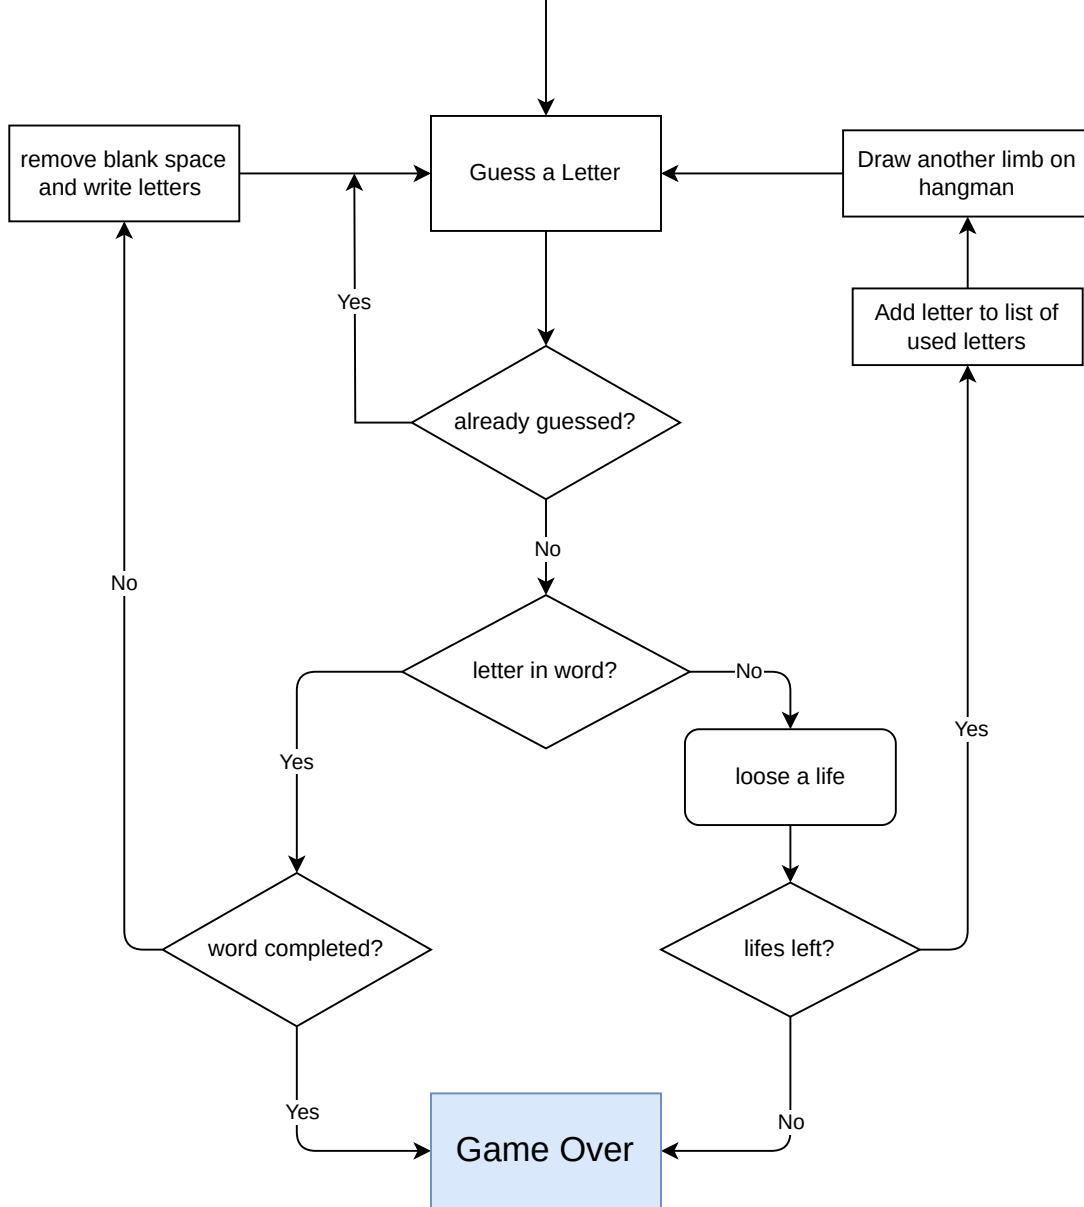 remove blank space
and write letters
Guess a Letter
Draw another limb on
hangman
Yes
Add letter to list of
used letters
already guessed?
No
No
letter in word?
No
Yes
Yes
loose a life
word completed?
lifes left?
Yes
No
Game Over